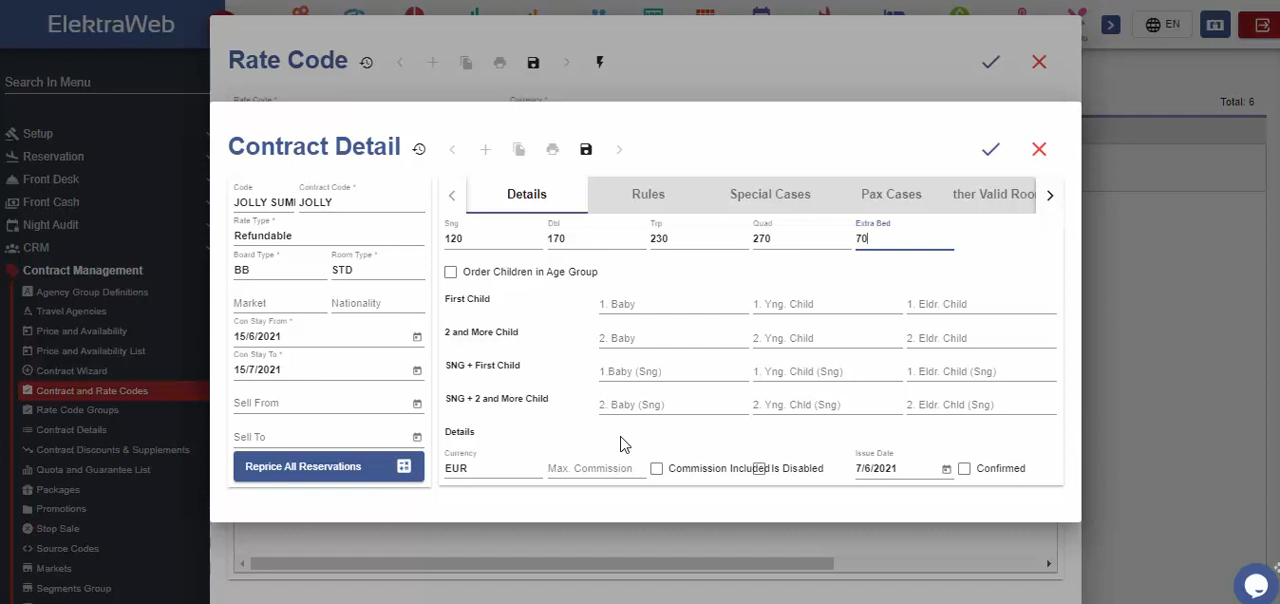 ElektraWeb
EN
Search In Menu
Total: 6
Setup
Reservation
Front Desk
Front Cash
Night Audit
CRM
Contract Management
Agency Group Definitions
Travel Agencies
Price and Availability
Price and Availability List
Contract Wizard
Contract and Rate Codes
Rate Code Groups
Contract Details
Contract Discounts & Supplements
Quota and Guarantee List
Packages
Promotions
Stop Sale
Source Codes
Markets
Segments Group
Rate Code
Rate Code * Currency *
Contract Detail
Code Contract Code *
JOLLY SUMI JOLLY
Rate Type *
Refundable
Board Type * Room Type *
BB STD
Market Nationality
Con Stay From *
15/6/2021
Con Stay To *
15/7/2021
Sell From
Sell To
Reprice All Reservations
Details Rules Special Cases Pax Cases ther Valid Roo
Sng Dbl Trp Quad Extra Bed
120 170 230 270 70
Order Children in Age Group
First Child 1. Baby 1. Yng. Child 1. Eldr. Child
2 and More Child 2. Baby 2. Yng. Child 2. Eldr. Child
SNG + First Child 1.Baby (Sng) 1. Yng. Chld (Sng) 1. Eldr. Chld (Sng)
SNG + 2 and More Child 2. Baby (Sng) 2. Yng. Chld (Sng) 2. Eldr. Chld (Sng)
Details
Currency Issue Date
EUR Max. Commission Commission Included Is Disabled 7/6/2021 Confirmed